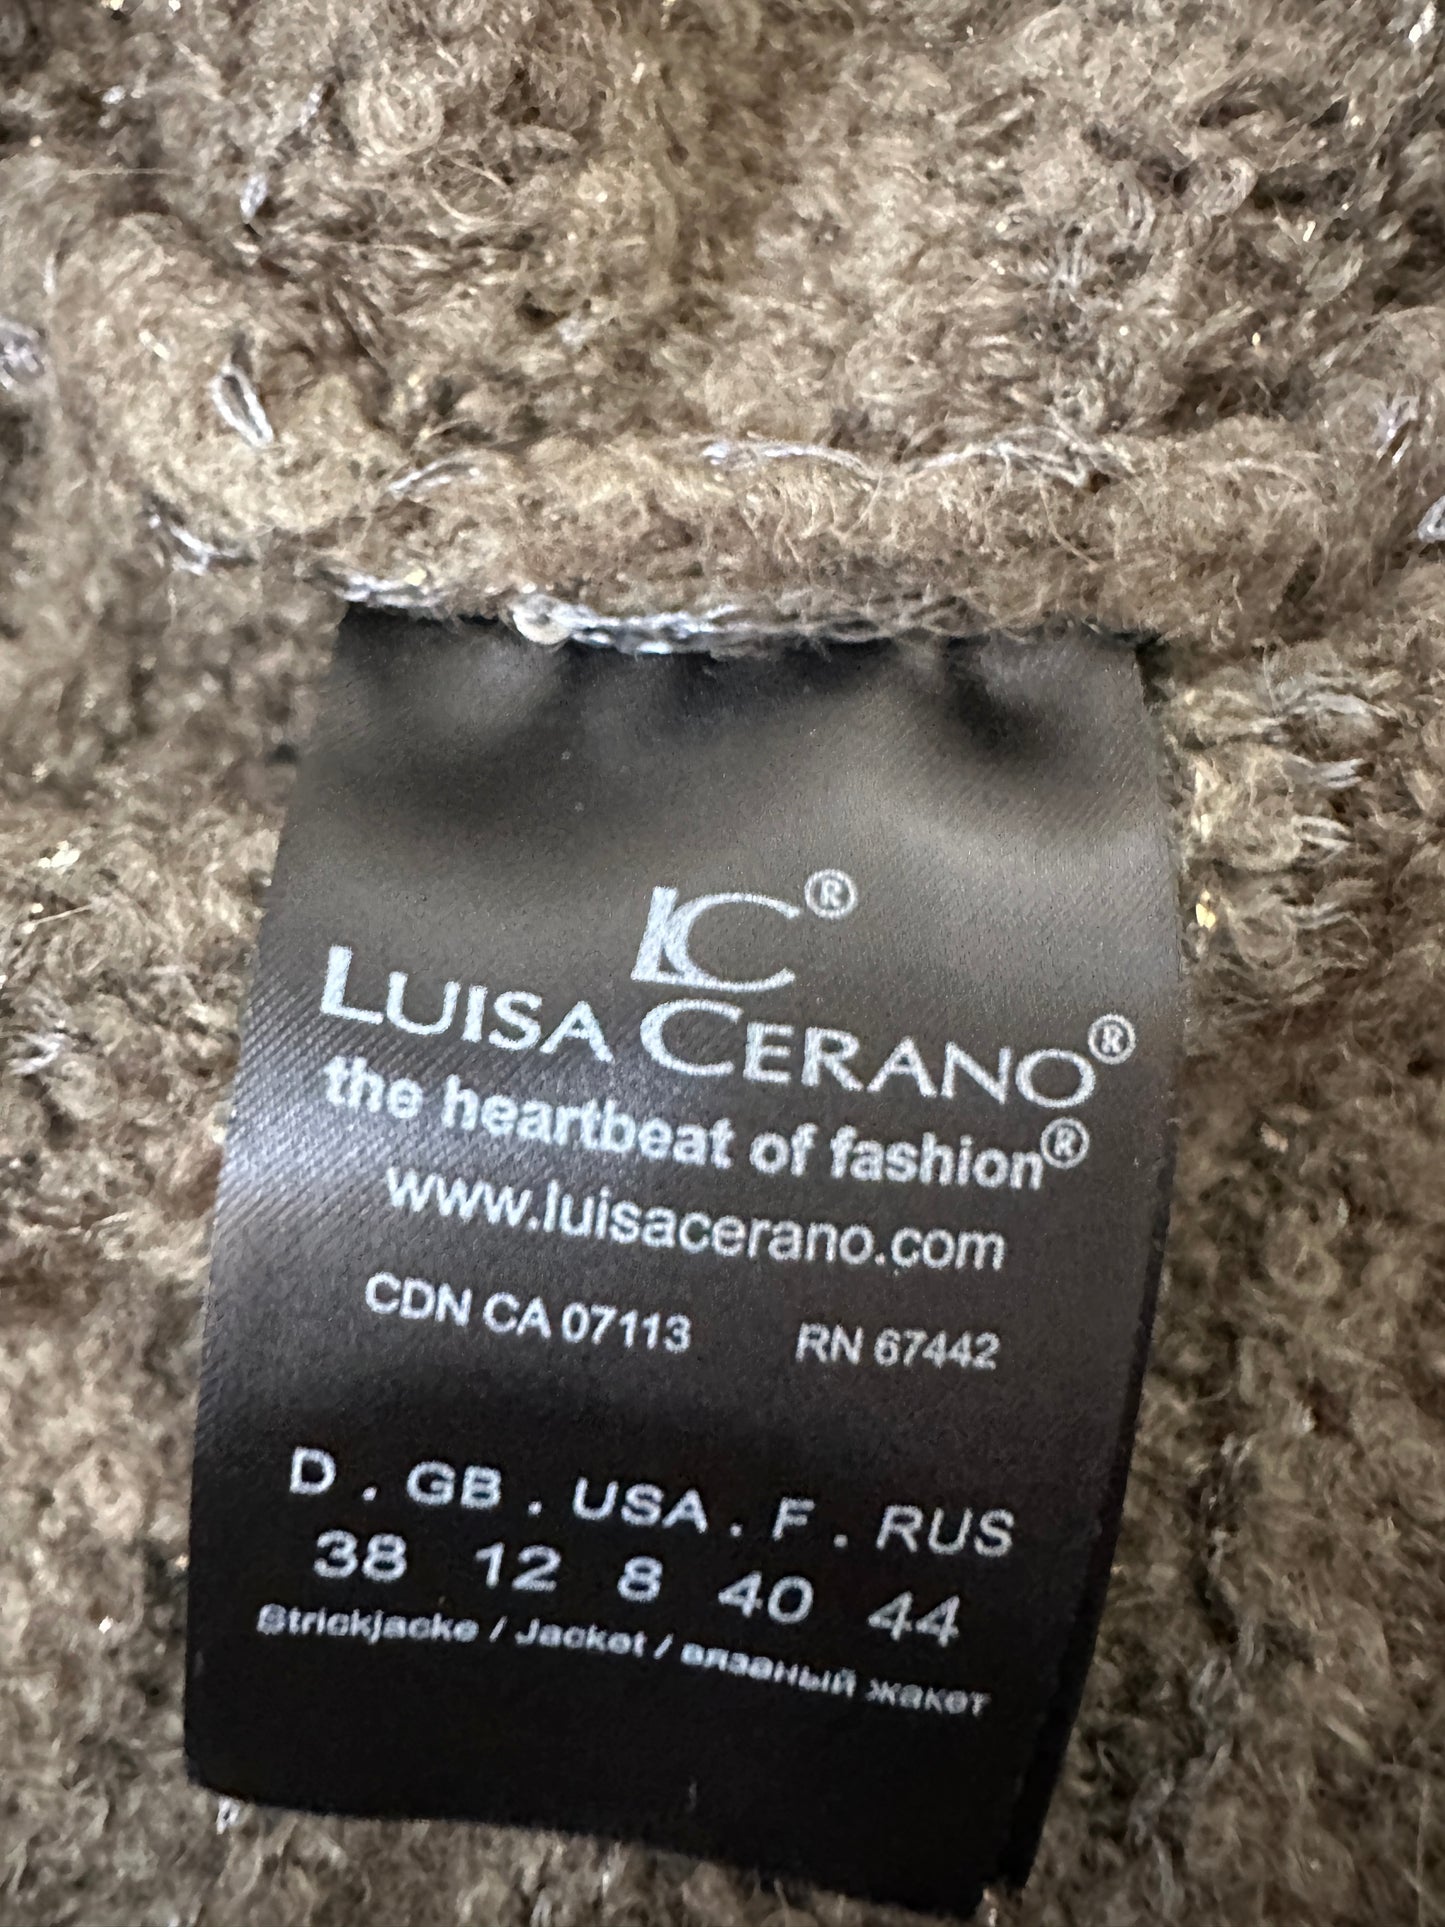 LC®
LUISA CERANO®
the heartbeat of fashion®
www.luisacerano.com
CDN CA 07113 RN 67442
D . GB . USA . F . RUS
38 12 8 40 44
Strickjacke / Jacket / вязаный жакет